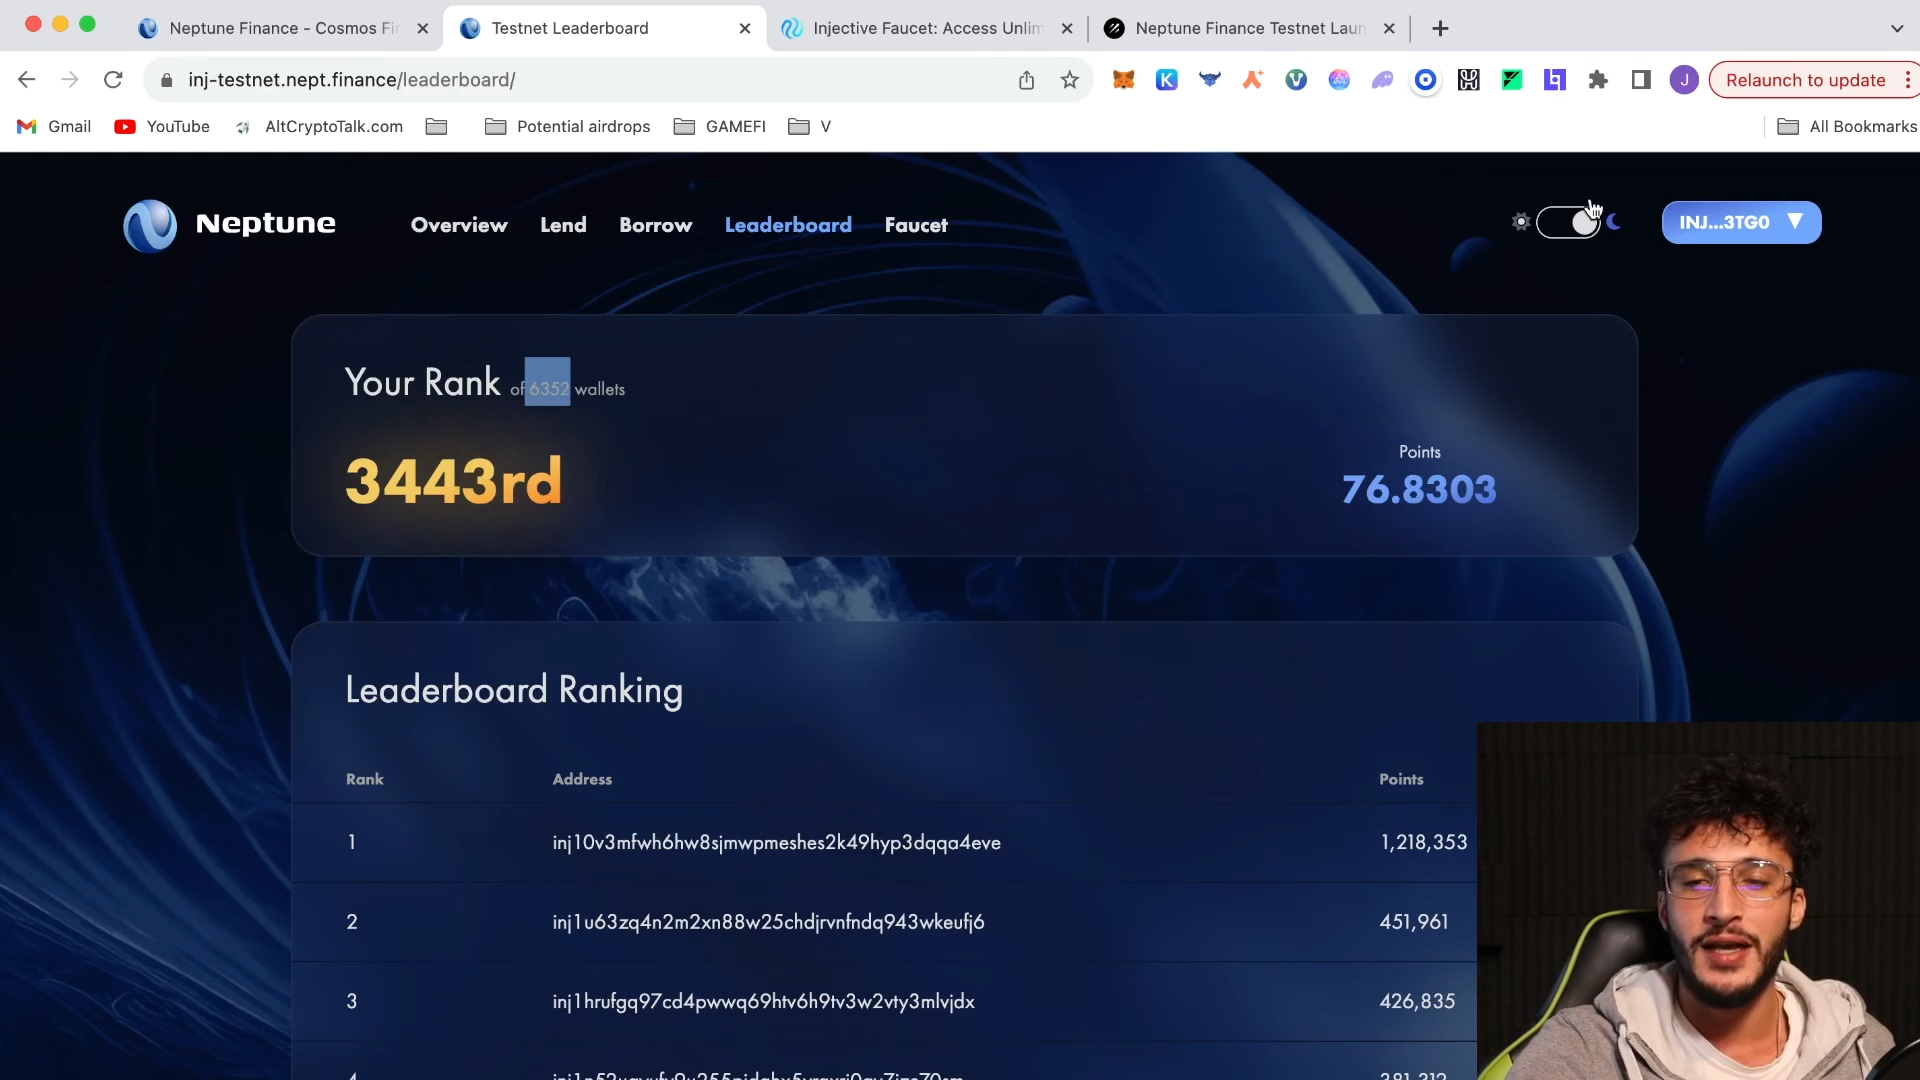 Neptune Finance - Cosmos Fir
Testnet Leaderboard
Injective Faucet: Access Unlim
Neptune Finance Testnet Laun
inj-testnet.nept.finance/leaderboard/
J
Relaunch to update
Gmail
YouTube
AltCryptoTalk.com
Potential airdrops
GAMEFI
V
All Bookmarks
Neptune
Overview
Lend
Borrow
Leaderboard
Faucet
INJ...3TG0
Your Rank of 6352 wallets
3443rd
Points
76.8303
Leaderboard Ranking
Rank Address Points
1 inj10v3mfwh6hw8sjmwpmeshes2k49hyp3dqqa4eve 1,218,353
2 inj1u63zq4n2m2xn88w25chdjrvnfndq943wkeufj6 451,961
3 inj1hrufgq97cd4pwwq69htv6h9tv3w2vty3mlvjdx 426,835